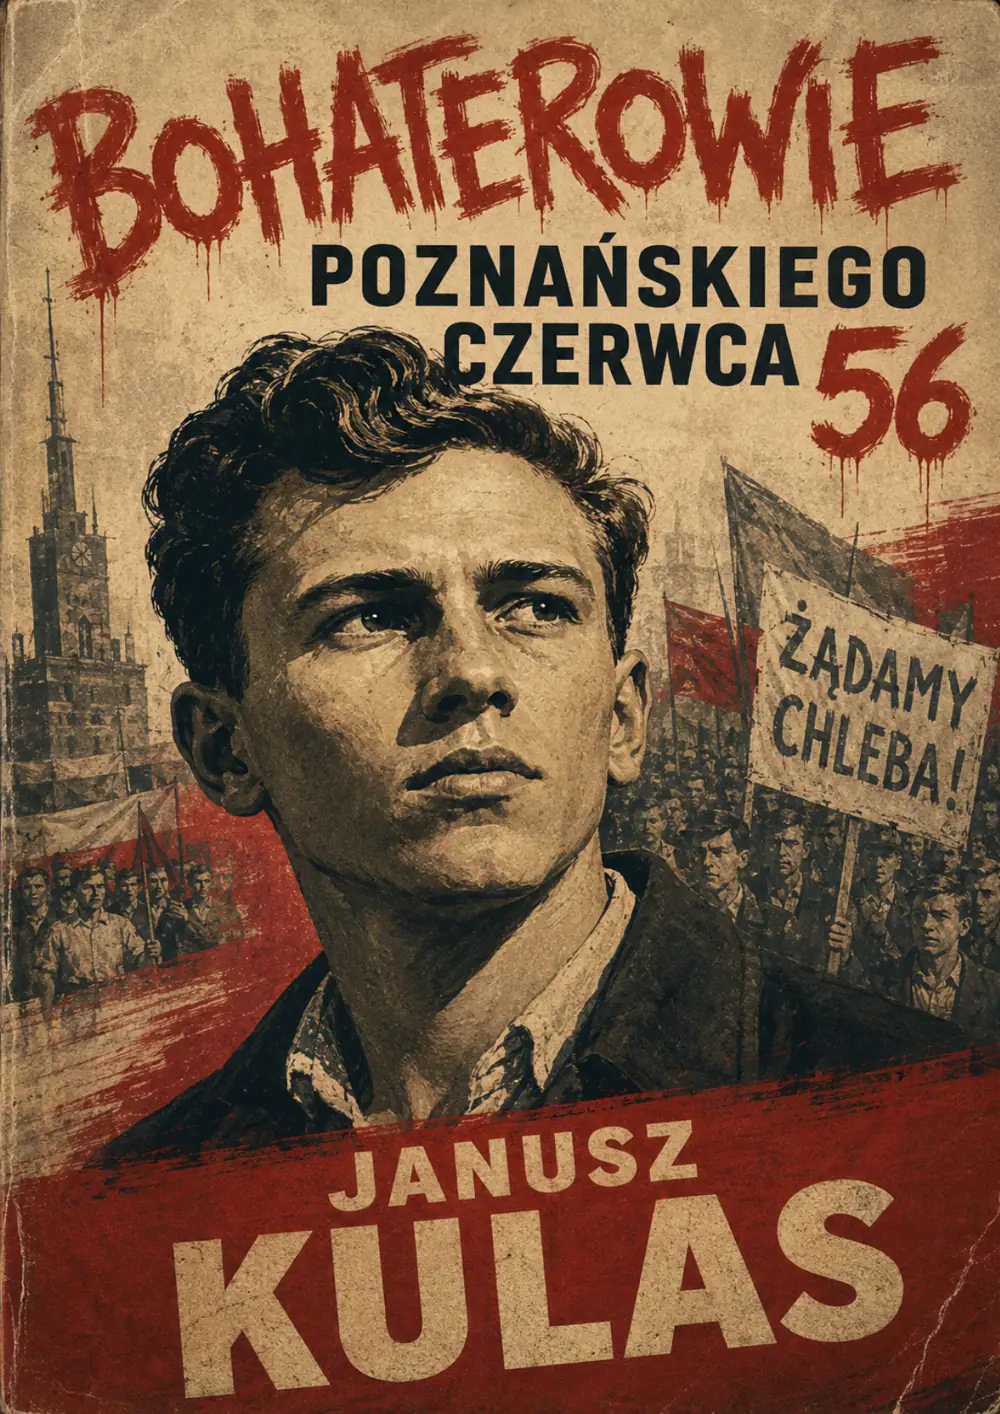 BOHATEROWIE
POZNAŃSKIEGO
CZERWCA 56
ŻĄDAMY
CHLEBA!
JANUSZ
KULAS